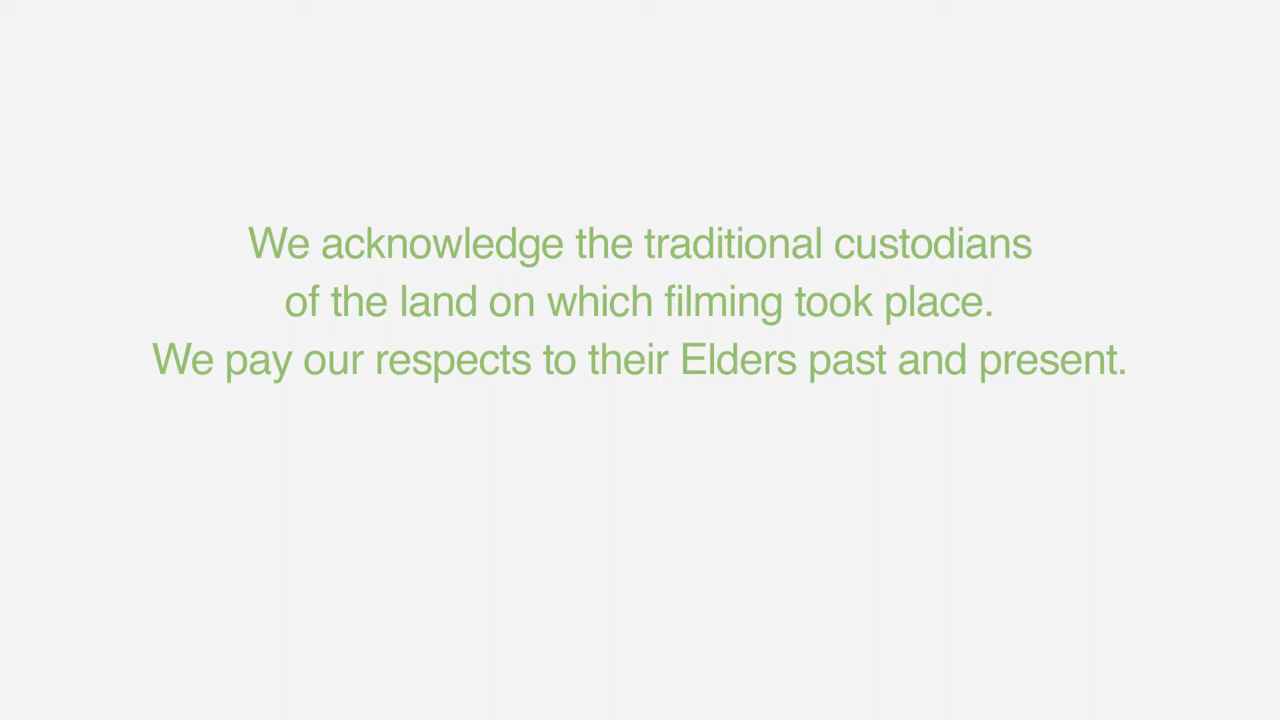 We acknowledge the traditional custodians
of the land on which filming took place.
We pay our respects to their Elders past and present.